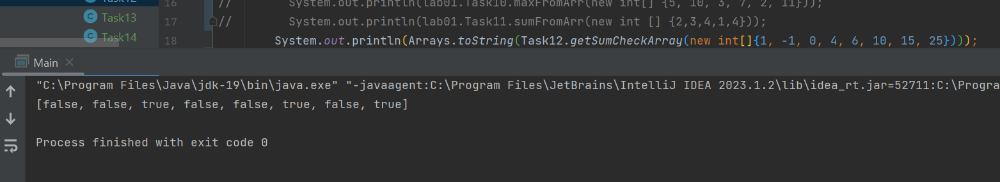 Task12
16 // System.out.println(lab01.Task10.maxFromArr(new int[] {5, 10, 3, 7, 2, 11}));
Task13
17 // System.out.println(lab01.Task11.sumFromArr(new int [] {2,3,4,1,4}));
Task14
18 System.out.println(Arrays.toString(Task12.getSumCheckArray(new int[]{1, -1, 0, 4, 6, 10, 15, 25})));
Main
"C:\Program Files\Java\jdk-19\bin\java.exe" "-javaagent:C:\Program Files\JetBrains\IntelliJ IDEA 2023.1.2\lib\idea_rt.jar=52711:C:\Progra
[false, false, true, false, false, true, false, true]
Process finished with exit code 0